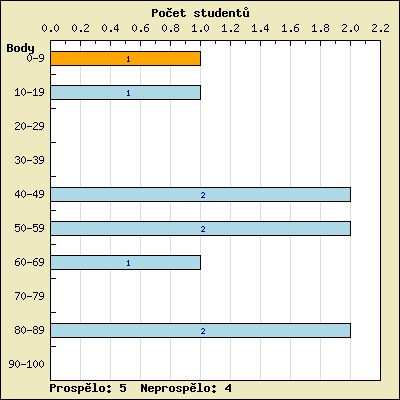 Počet studentů
0.0 0.2 0.4 0.6 0.8 1.0 1.2 1.4 1.6 1.8 2.0 2.2
Body
0-9 1
10-19 1
20-29
30-39
40-49 2
50-59 2
60-69 1
70-79
80-89 2
90-100
Prospělo: 5 Neprospělo: 4